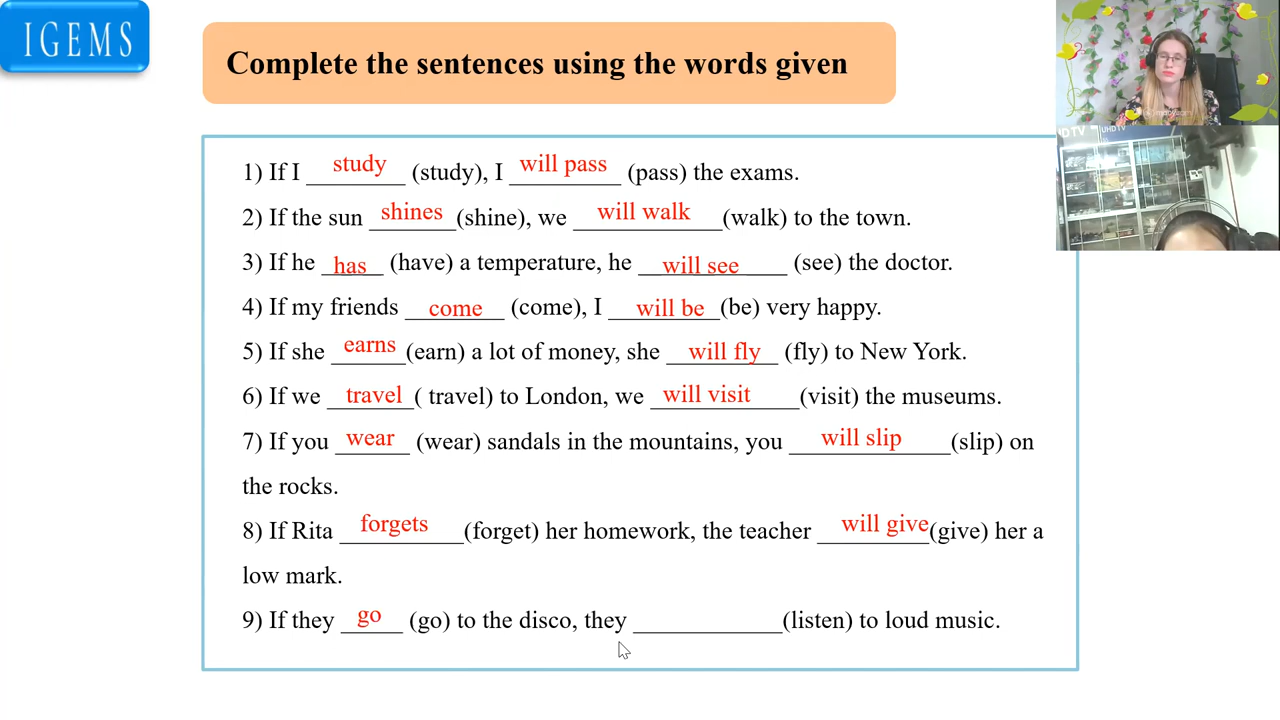 IGEMS
Complete the sentences using the words given
1) If I study (study), I will pass (pass) the exams.
2) If the sun shines (shine), we will walk (walk) to the town.
3) If he has (have) a temperature, he will see (see) the doctor.
4) If my friends come (come), I will be (be) very happy.
5) If she earns (earn) a lot of money, she will fly (fly) to New York.
6) If we travel ( travel) to London, we will visit (visit) the museums.
7) If you wear (wear) sandals in the mountains, you will slip (slip) on
the rocks.
8) If Rita forgets (forget) her homework, the teacher will give (give) her a
low mark.
9) If they go (go) to the disco, they ____________ (listen) to loud music.
HD TV
UHD TV